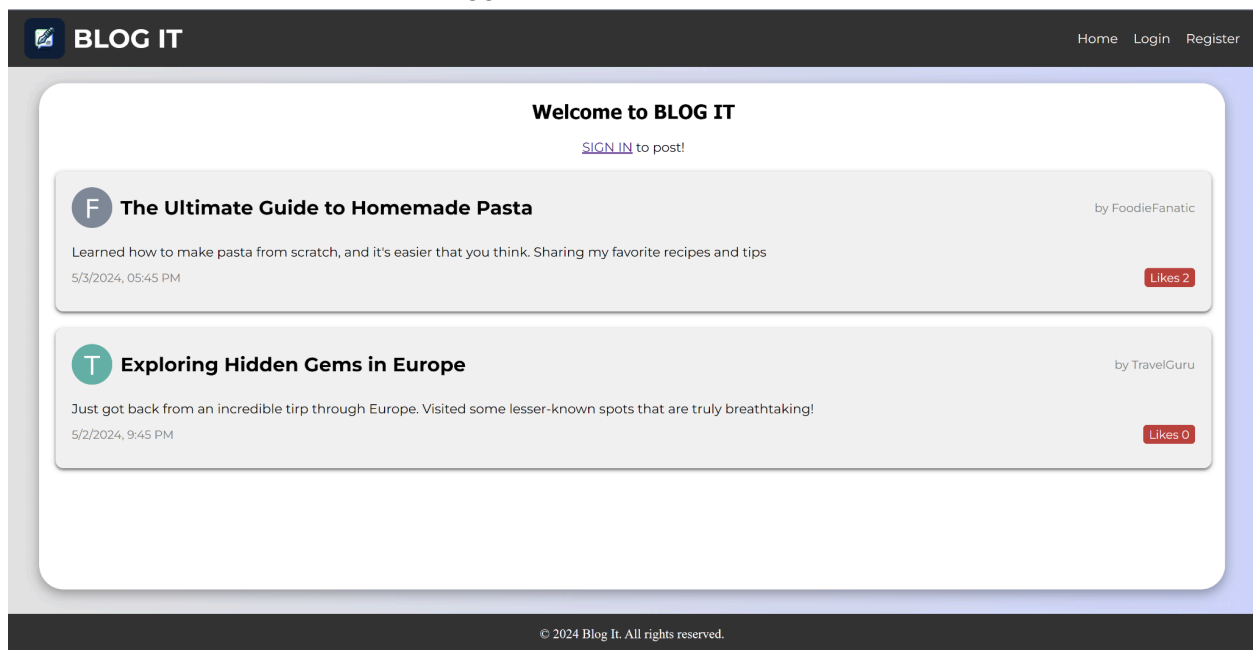 BLOG IT
Home Login Register
Welcome to BLOG IT
SIGN IN to post!
F The Ultimate Guide to Homemade Pasta by FoodieFanatic
Learned how to make pasta from scratch, and it's easier that you think. Sharing my favorite recipes and tips
5/3/2024, 05:45 PM Likes 2
T Exploring Hidden Gems in Europe by TravelGuru
Just got back from an incredible tirp through Europe. Visited some lesser-known spots that are truly breathtaking!
5/2/2024, 9:45 PM Likes 0
© 2024 Blog It. All rights reserved.